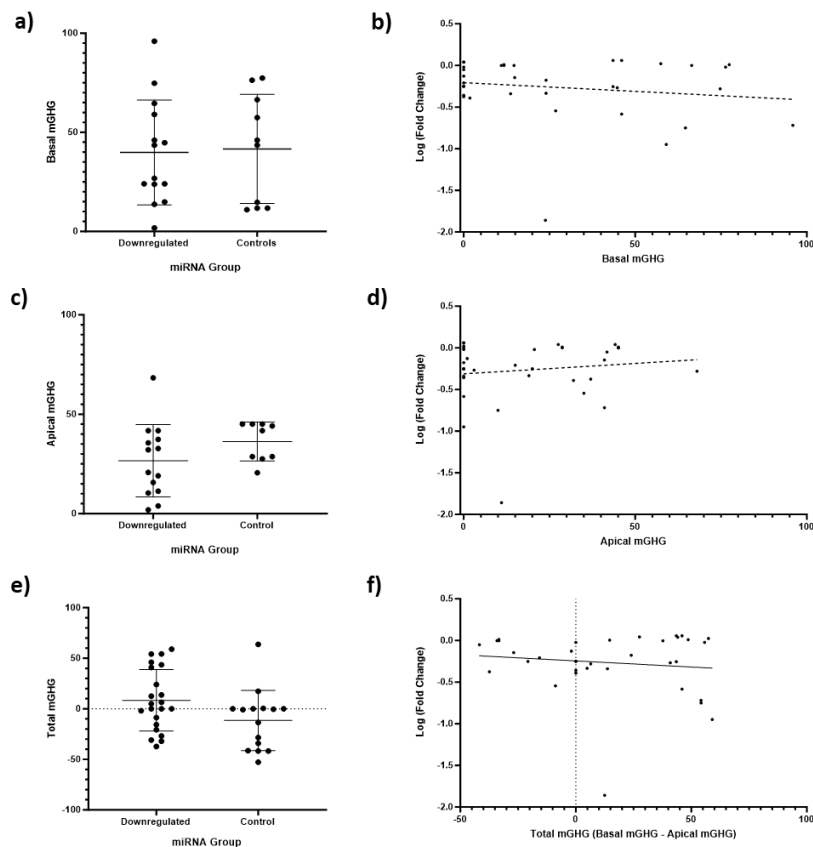 a)
100
50
0
Basal mGHG
Downregulated
Controls
miRNA Group
b)
0.5
0.0
-0.5
-1.0
-1.5
-2.0
Log (Fold Change)
0
50
100
Basal mGHG
c)
100
50
0
Apical mGHG
Downregulated
Control
miRNA Group
d)
0.5
0.0
-0.5
-1.0
-1.5
-2.0
Log (Fold Change)
0
50
100
Apical mGHG
e)
100
50
0
-50
-100
Total mGHG
Downregulated
Control
miRNA Group
f)
0.5
0.0
-0.5
-1.0
-1.5
-2.0
Log (Fold Change)
-50
0
50
100
Total mGHG (Basal mGHG - Apical mGHG)